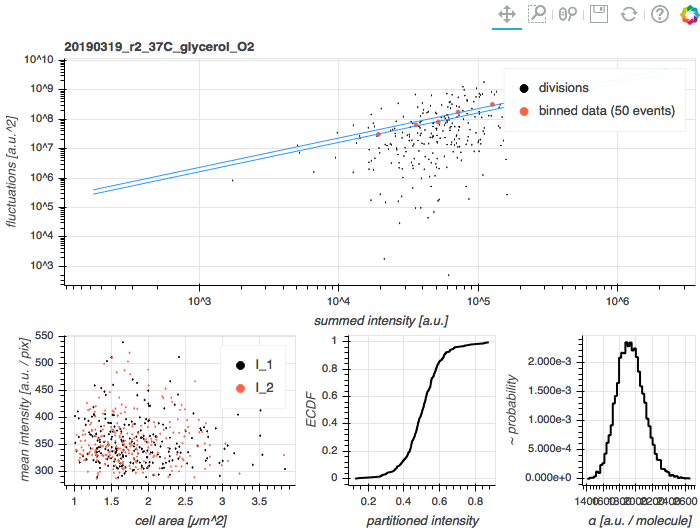 20190319_r2_37C_glycerol_O2
10^10
10^9
10^8
10^7
10^6
10^5
10^4
10^3
fluctuations [a.u.^2]
divisions
binned data (50 events)
10^3
10^4
10^5
10^6
summed intensity [a.u.]
550
500
450
400
350
300
mean intensity [a.u. / pix]
I_1
I_2
1
1.5
2
2.5
3
3.5
cell area [μm^2]
1
0.8
0.6
0.4
0.2
0
ECDF
0.2
0.4
0.6
0.8
partitioned intensity
2.000e-3
1.500e-3
1.000e-3
5.000e-4
0.000e+0
~ probability
α [a.u. / molecule]